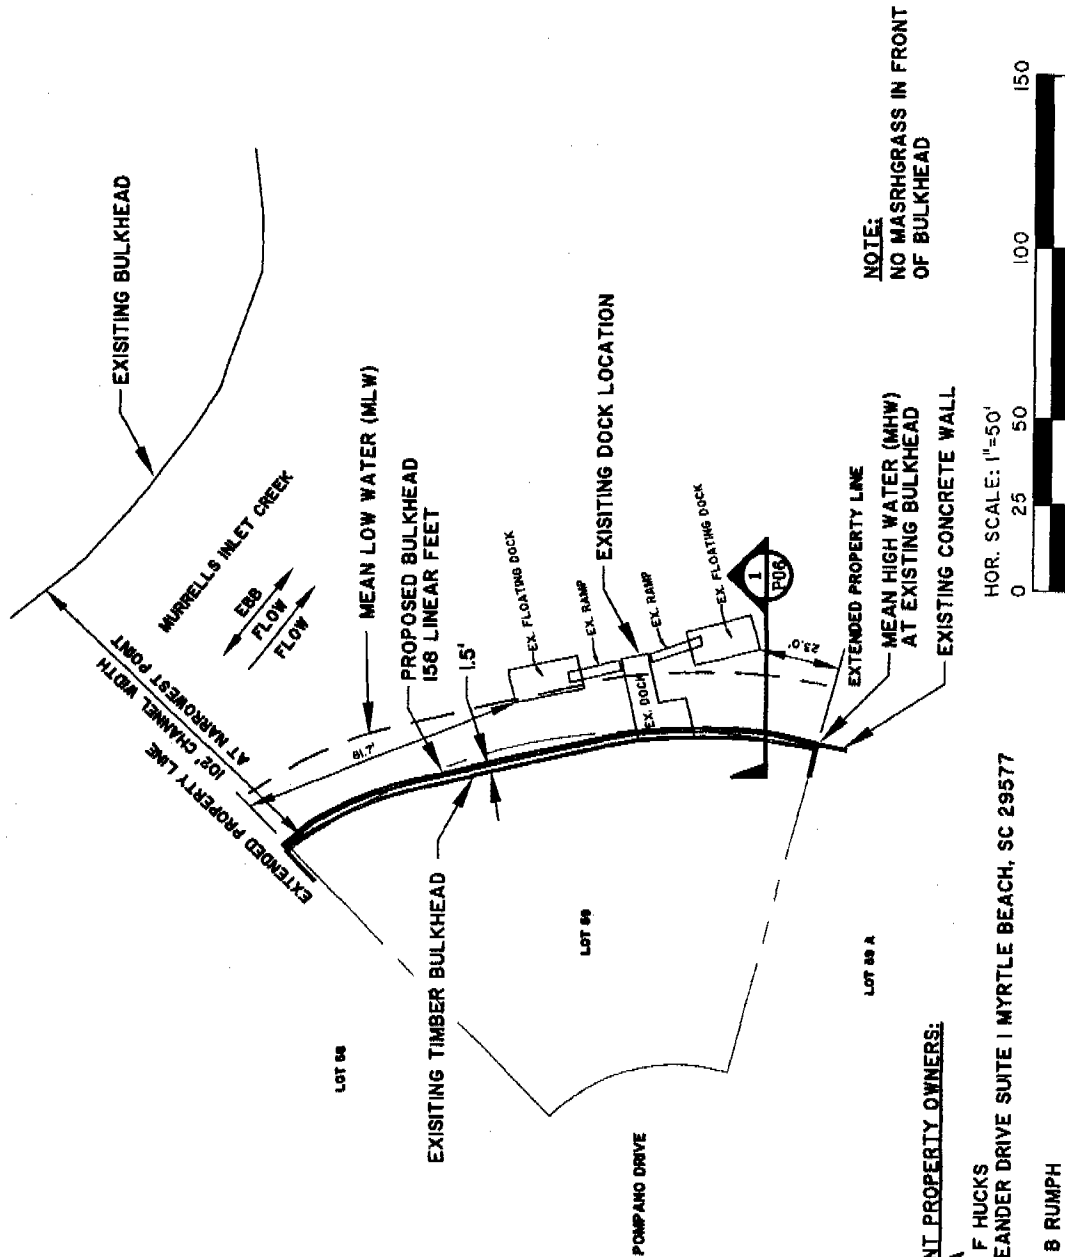 EXISITING BULKHEAD
MURRELLS INLET CREEK
EBB
FLOW
FLOW
102' CHANNEL WIDTH
AT NARROWEST POINT
EXTENDED PROPERTY LINE
MEAN LOW WATER (MLW)
PROPOSED BULKHEAD
158 LINEAR FEET
1.5'
81.7'
EX. FLOATING DOCK
EX. RAMP
EXISITING DOCK LOCATION
EX. RAMP
EX. DOCK
EX. FLOATING DOCK
1
P06
23.0'
EXTENDED PROPERTY LINE
MEAN HIGH WATER (MHW)
AT EXISTING BULKHEAD
EXISTING CONCRETE WALL
EXISITING TIMBER BULKHEAD
LOT 58
LOT 59
LOT 59 A
POMPANO DRIVE
NOTE:
NO MASRHGRASS IN FRONT
OF BULKHEAD
HOR. SCALE: 1"=50'
0 25 50 100 150
NT PROPERTY OWNERS:
F HUCKS
EANDER DRIVE SUITE I MYRTLE BEACH, SC 29577
B RUMPH